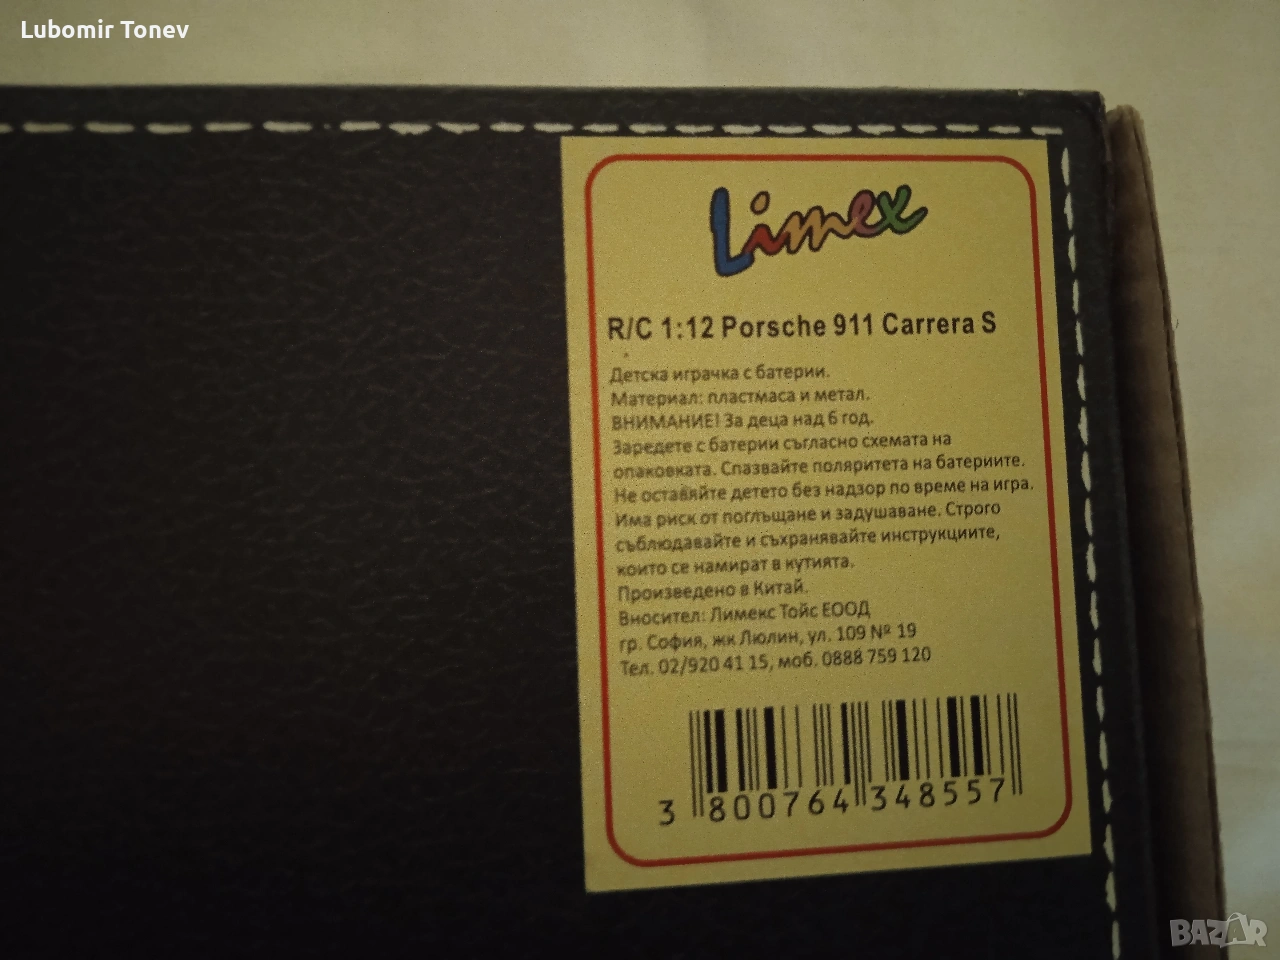 Lubomir Tonev
Limex
R/C 1:12 Porsche 911 Carrera S
Детска играчка с батерии.
Материал: пластмаса и метал.
ВНИМАНИЕ! За деца над 6 год.
Заредете с батерии съгласно схемата на
опаковката. Спазвайте поляритета на батериите.
Не оставяйте детето без надзор по време на игра.
Има риск от поглъщане и задушаване. Строго
съблюдавайте и съхранявайте инструкциите,
които се намират в кутията.
Произведено в Китай.
Вносител: Лимекс Тойс ЕООД
гр. София, жк Люлин, ул. 109 № 19
Тел. 02/920 41 15, моб. 0888 759 120
3 800764 348557
BAZAR